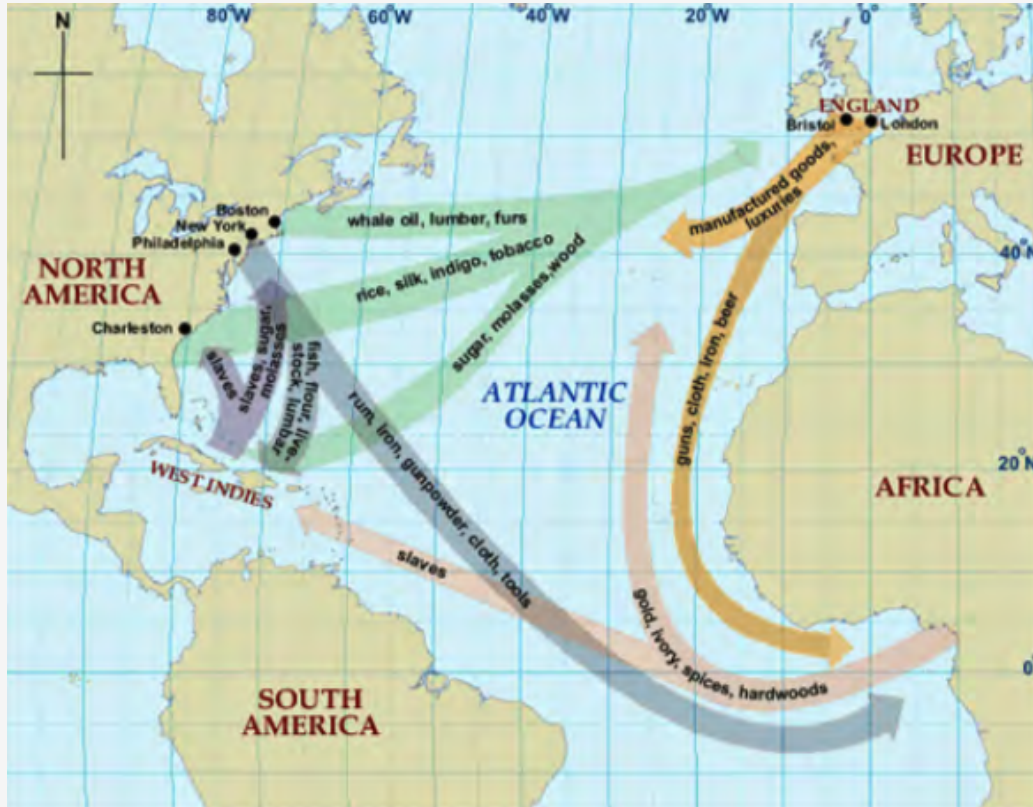 80°W
60°W
40°W
20°W
0°
N
ENGLAND
Bristol
London
EUROPE
manufactured goods,
luxuries
Boston
New York
Philadelphia
whale oil, lumber, furs
40°N
NORTH
AMERICA
rice, silk, indigo, tobacco
Charleston
sugar, molasses, wood
slaves
slaves, sugar,
molasses
fish, flour, live-
stock, lumbar
ATLANTIC
OCEAN
guns, cloth, iron, beer
rum, iron, gunpowder, cloth, tools
WEST INDIES
20°N
AFRICA
slaves
gold, ivory, spices, hardwoods
SOUTH
AMERICA
0°